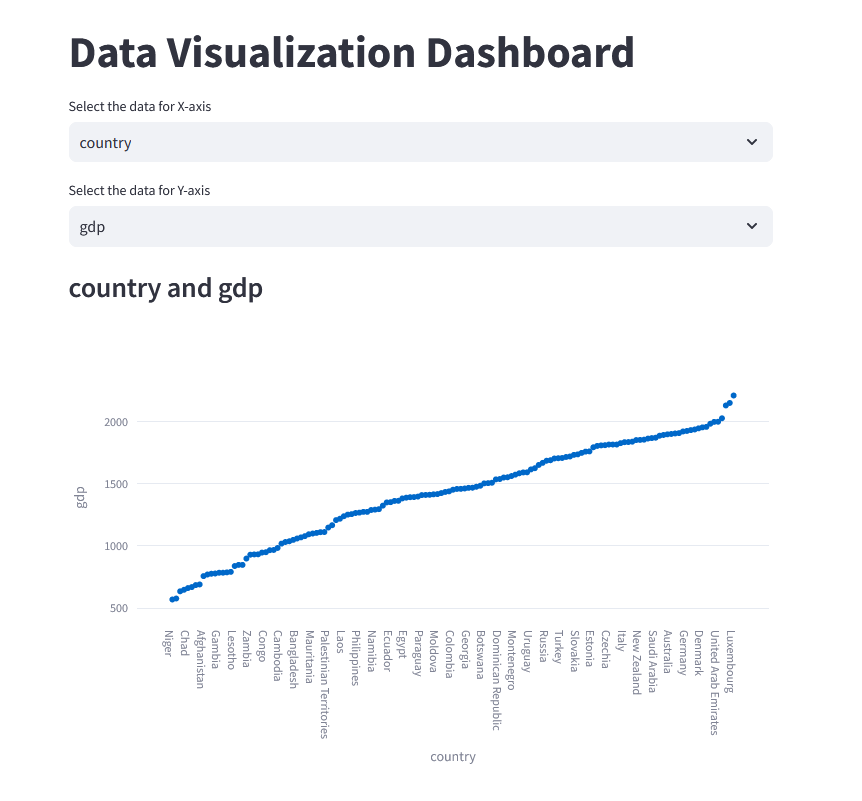 Data Visualization Dashboard
Select the data for X-axis
country
Select the data for Y-axis
gdp
country and gdp
2000
1500
1000
500
gdp
Niger
Chad
Afghanistan
Gambia
Lesotho
Zambia
Congo
Cambodia
Bangladesh
Mauritania
Palestinian Territories
Laos
Philippines
Namibia
Ecuador
Egypt
Paraguay
Moldova
Colombia
Georgia
Botswana
Dominican Republic
Montenegro
Uruguay
Russia
Turkey
Slovakia
Estonia
Czechia
Italy
New Zealand
Saudi Arabia
Australia
Germany
Denmark
United Arab Emirates
Luxembourg
country